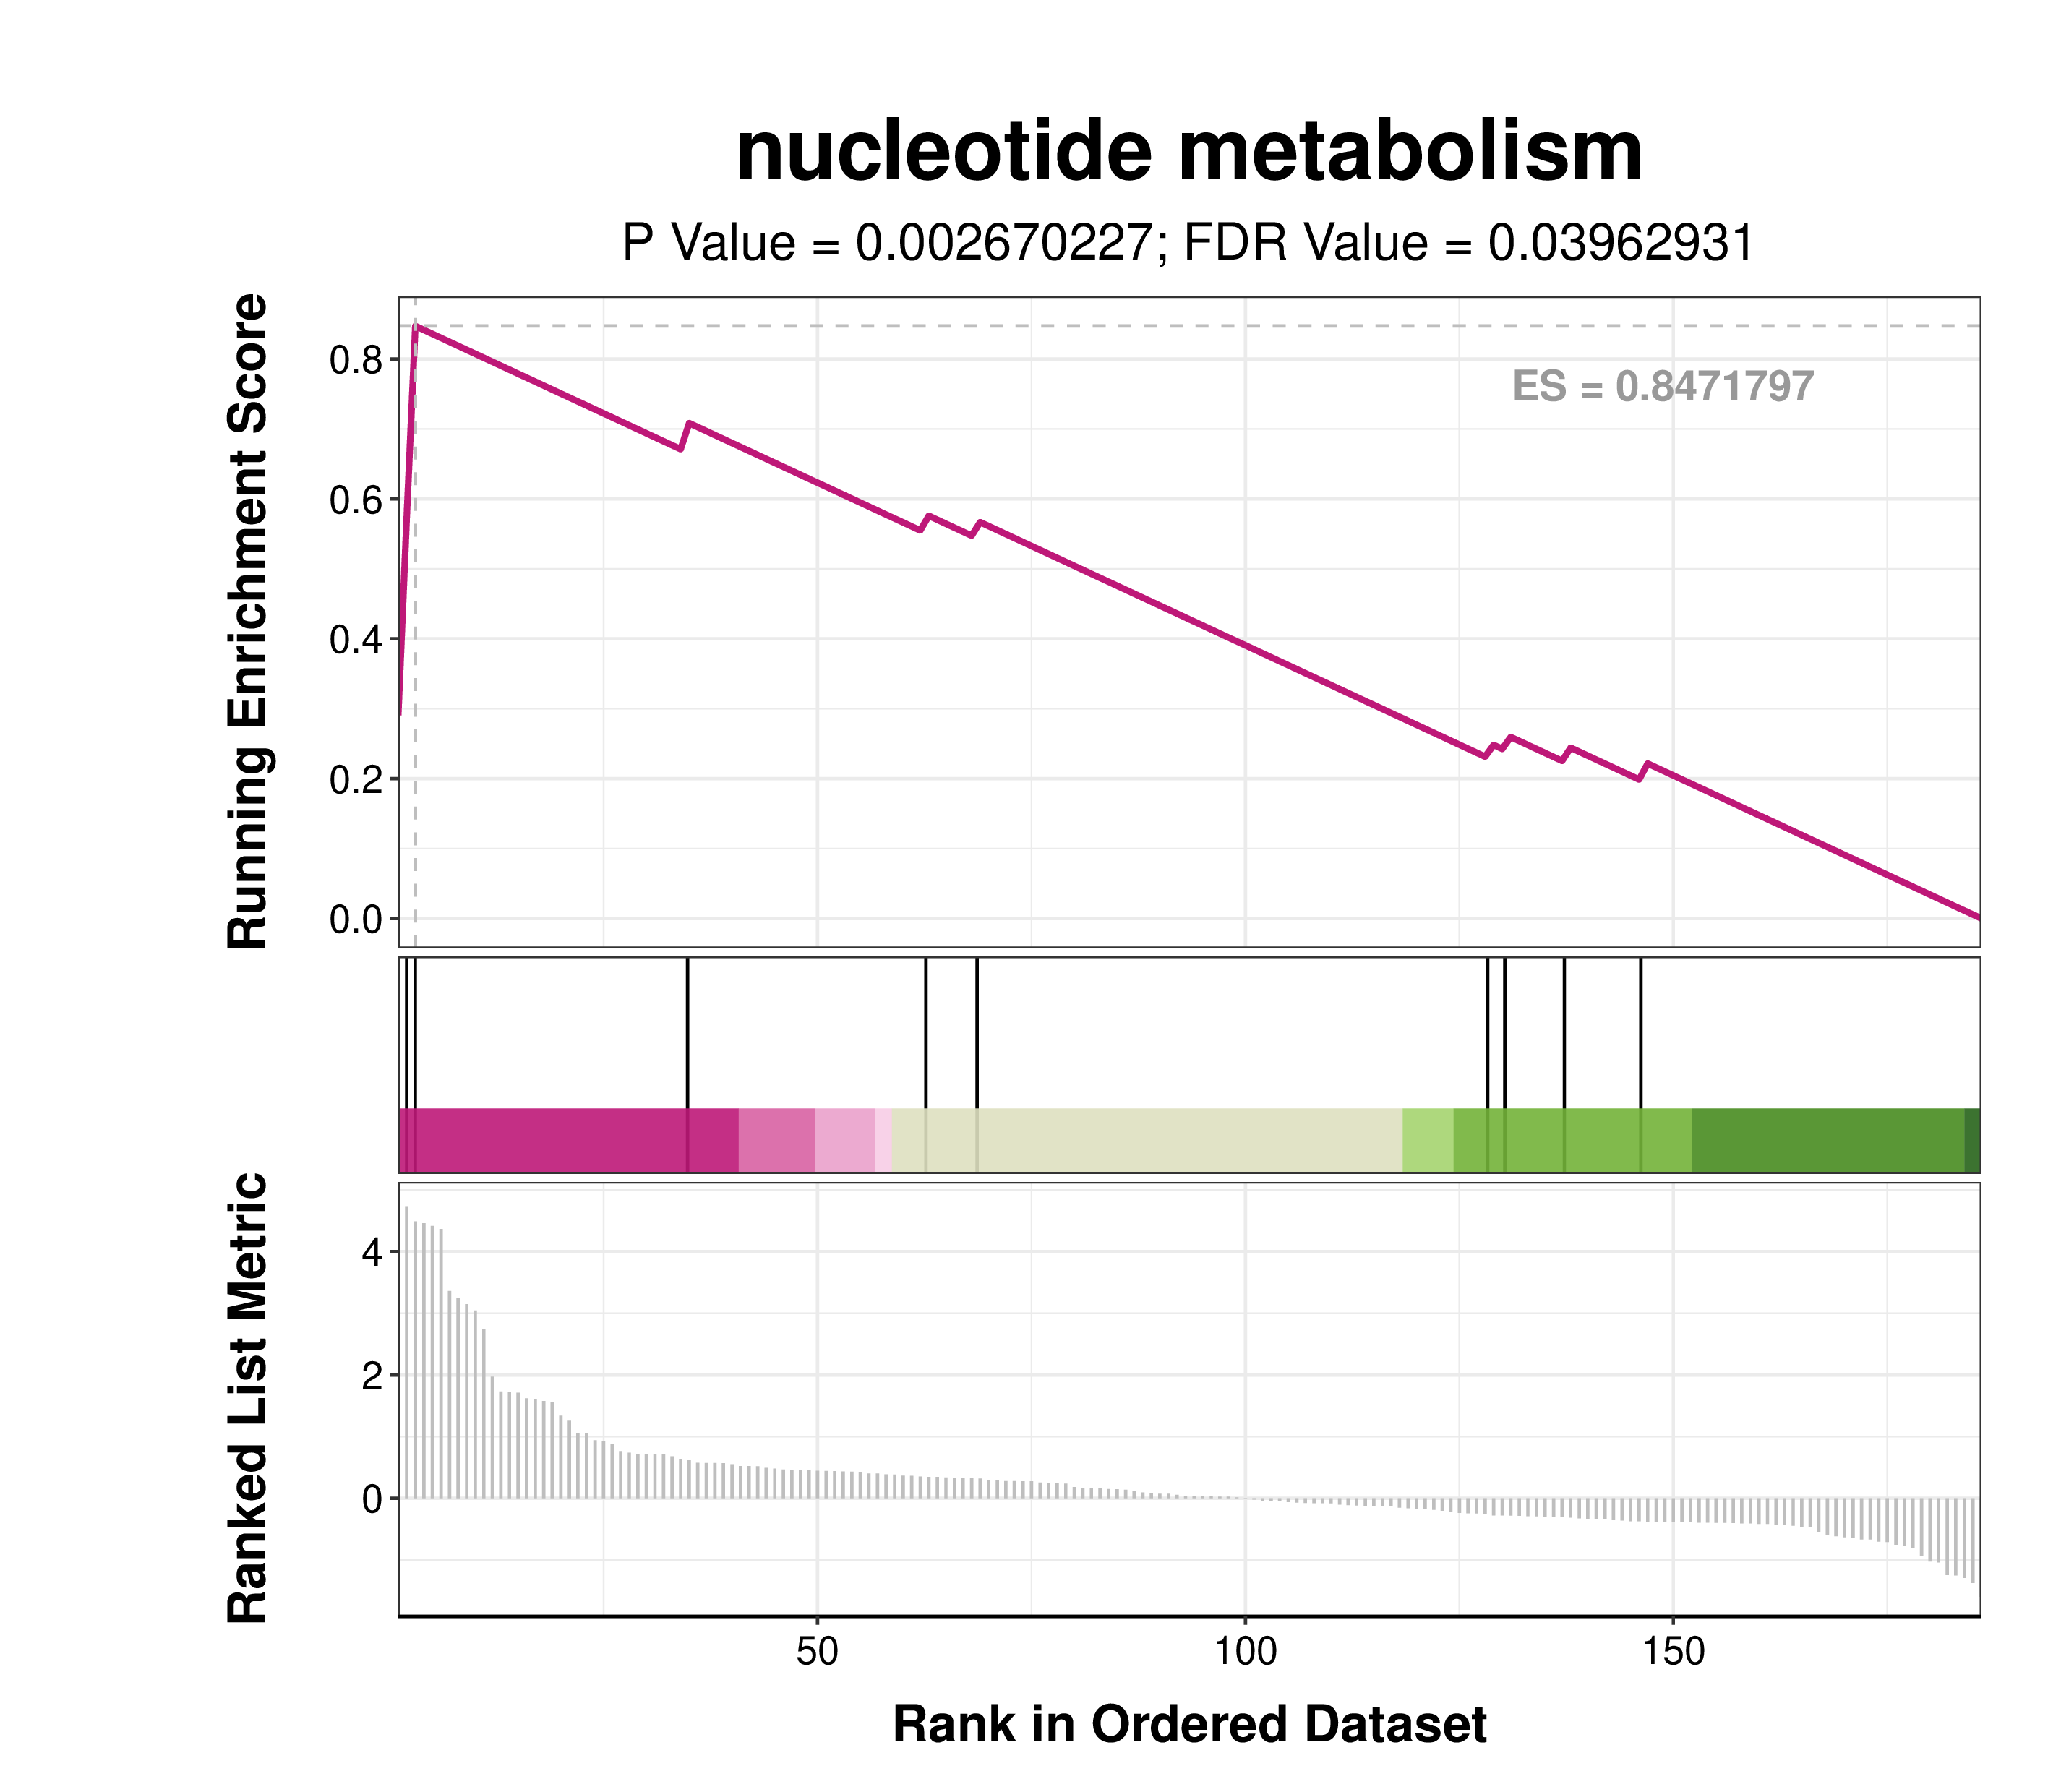 nucleotide metabolism
P Value = 0.002670227; FDR Value = 0.03962931
Running Enrichment Score
0.8
0.6
0.4
0.2
0.0
ES = 0.8471797
Ranked List Metric
4
2
0
50 100 150
Rank in Ordered Dataset